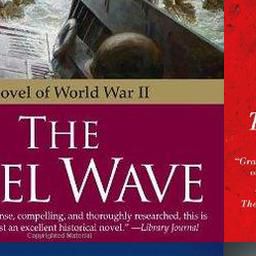 ovel of World War II
THE
EL WAVE
nse, compelling, and thoroughly researched, this is
st an excellent historical novel." —Library Journal
Copyrighted Material
"Gra
The